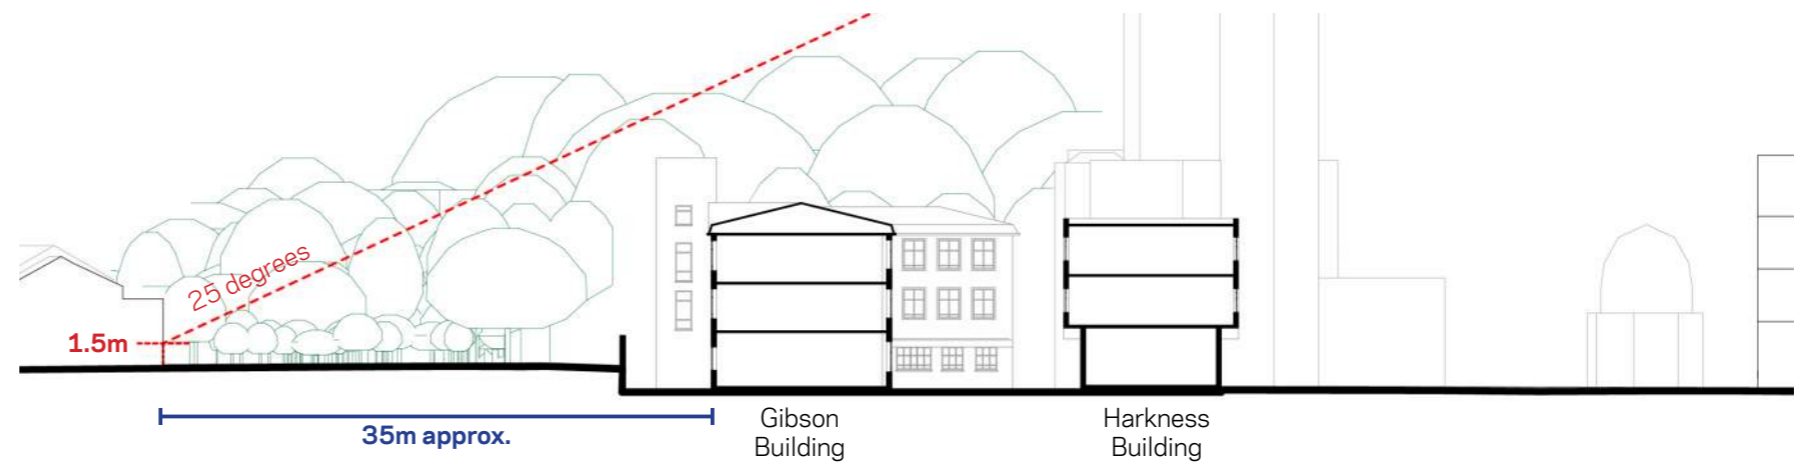 25 degrees
1.5m
35m approx.
Gibson
Building
Harkness
Building